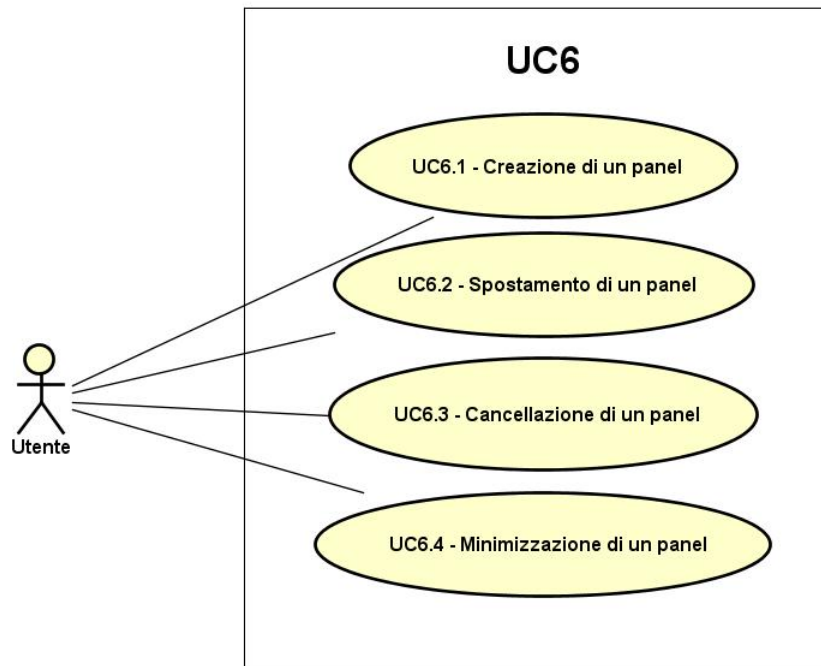 UC6
UC6.1 - Creazione di un panel
UC6.2 - Spostamento di un panel
UC6.3 - Cancellazione di un panel
Utente
UC6.4 - Minimizzazione di un panel